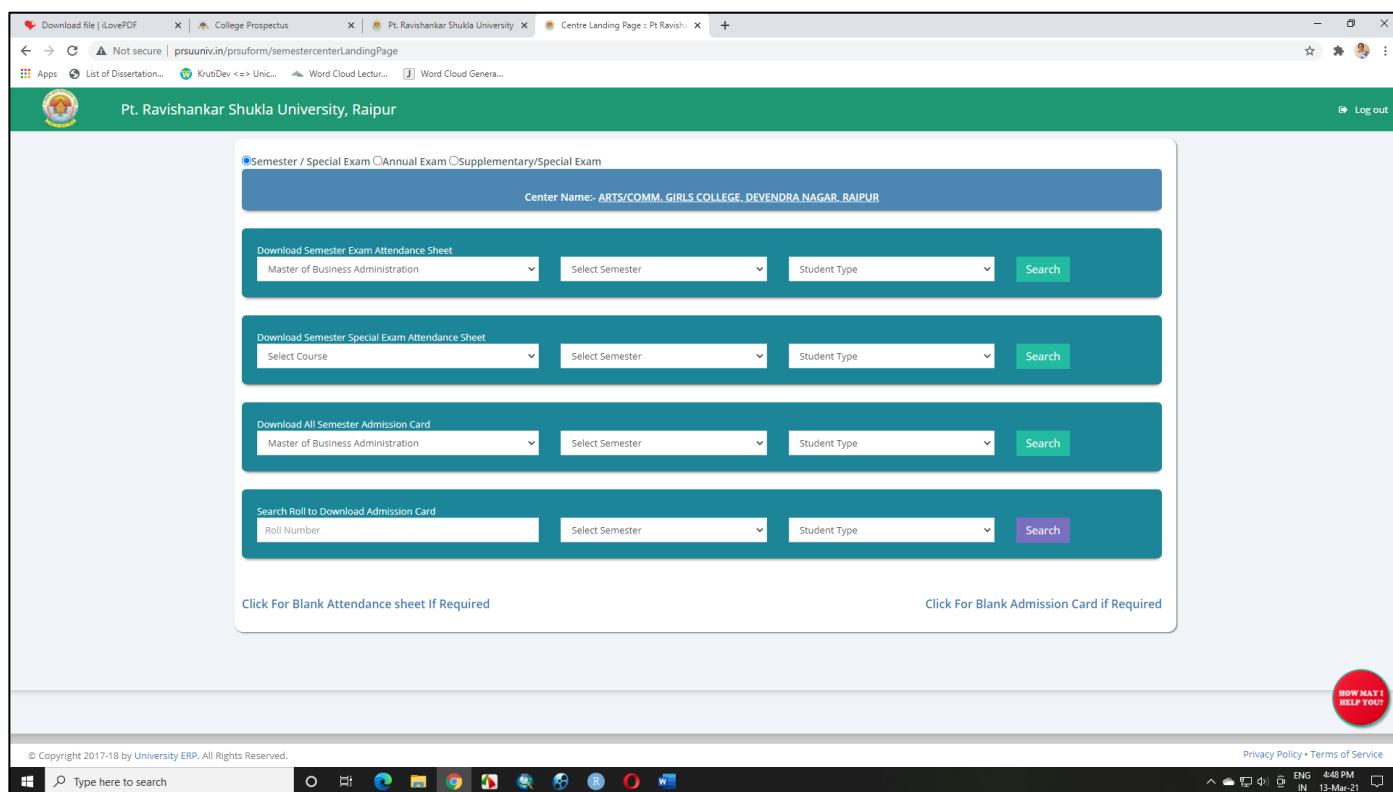 Download file | iLovePDF
College Prospectus
Pt. Ravishankar Shukla University
Centre Landing Page :: Pt Ravisha
Not secure | prsuuniv.in/prsuform/semestercenterLandingPage
Apps List of Dissertation... KrutiDev <=> Unic... Word Cloud Lectur... Word Cloud Genera...
Pt. Ravishankar Shukla University, Raipur
Log out
Semester / Special Exam Annual Exam Supplementary/Special Exam
Center Name:- ARTS/COMM. GIRLS COLLEGE, DEVENDRA NAGAR, RAIPUR
Download Semester Exam Attendance Sheet
Master of Business Administration Select Semester Student Type Search
Download Semester Special Exam Attendance Sheet
Select Course Select Semester Student Type Search
Download All Semester Admission Card
Master of Business Administration Select Semester Student Type Search
Search Roll to Download Admission Card
Roll Number Select Semester Student Type Search
Click For Blank Attendance sheet If Required
Click For Blank Admission Card if Required
HOW MAY I
HELP YOU?
© Copyright 2017-18 by University ERP. All Rights Reserved.
Privacy Policy • Terms of Service
Type here to search
ENG 4:48 PM
IN 13-Mar-21